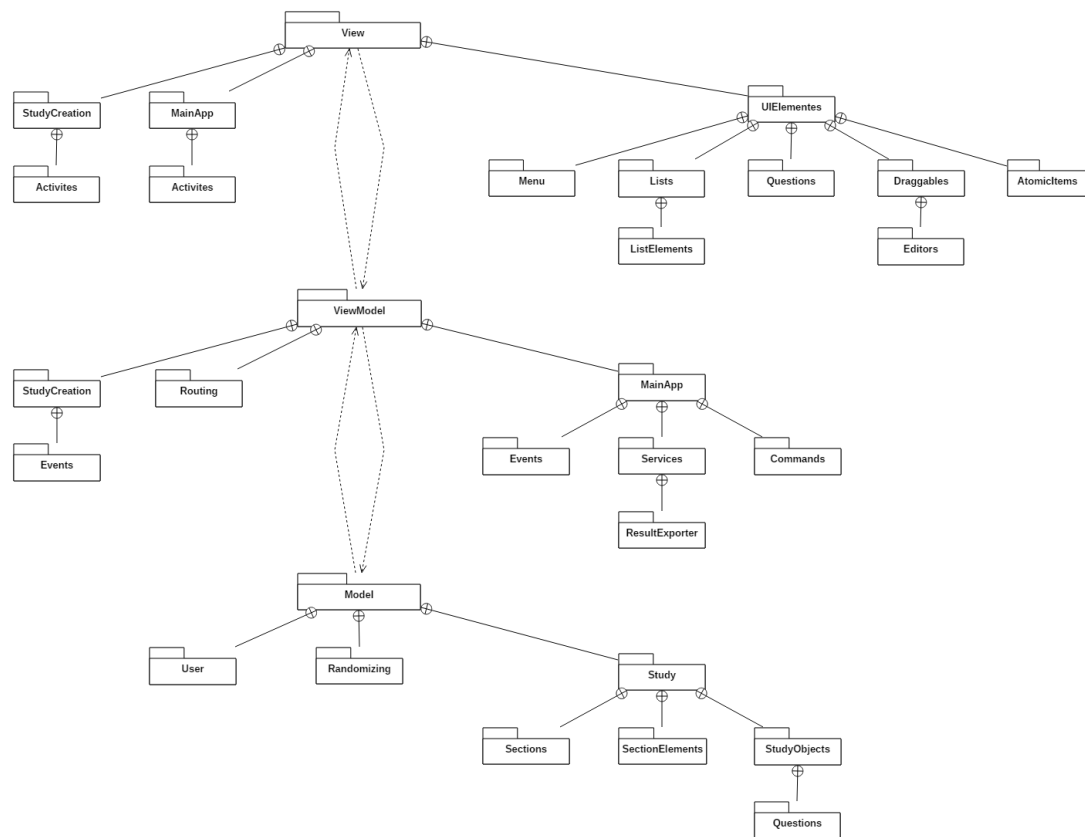 View
StudyCreation
MainApp
UIElementes
Activites
Activites
Menu
Lists
Questions
Draggables
AtomicItems
ListElements
Editors
ViewModel
StudyCreation
Routing
MainApp
Events
Events
Services
Commands
ResultExporter
Model
User
Randomizing
Study
Sections
SectionElements
StudyObjects
Questions